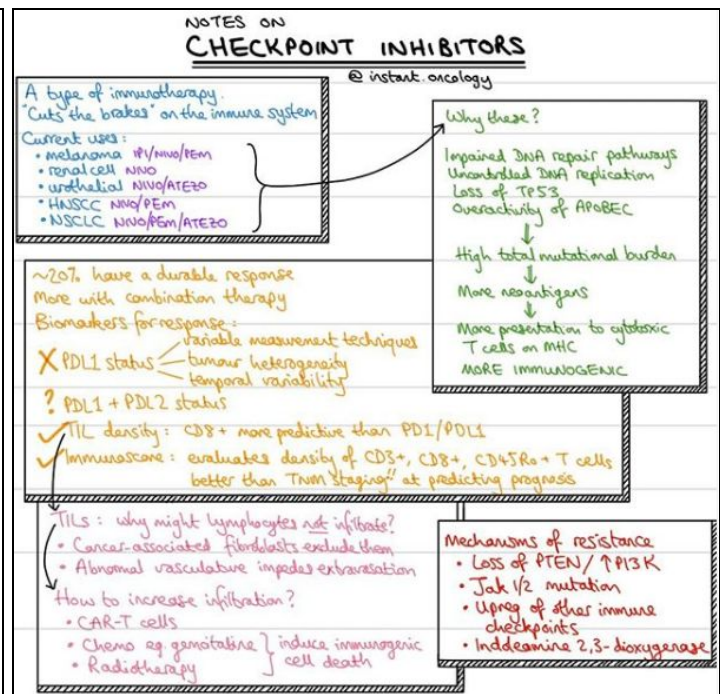 NOTES ON
CHECKPOINT INHIBITORS
@instant.oncology
A type of immunotherapy.
"Cuts the brakes" on the immune system
Current uses:
• melanoma IPI/NIVO/PEM
• renal cell NIVO
• urothelial NIVO/ATEZO
• HNSCC NIVO/PEM
• NSCLC NIVO/PEM/ATEZO
Why these?
Impaired DNA repair pathways
Uncontrolled DNA replication
Loss of TP53
Overactivity of APOBEC
↓
High total mutational burden
↓
More neoantigens
↓
More presentation to cytotoxic
T cells on MHC
MORE IMMUNOGENIC
~20% have a durable response
More with combination therapy
Biomarkers for response:
X PDL1 status
variable measurement techniques
tumour heterogeneity
temporal variability
? PDL1 + PDL2 status
✓ TIL density: CD8+ more predictive than PD1/PDL1
✓ Immunoscore: evaluates density of CD3+, CD8+, CD45Ro+ T cells
better than TNM staging!! at predicting prognosis
TILs: why might lymphocytes not infiltrate?
• Cancer-associated fibroblasts exclude them
• Abnormal vasculature impedes extravasation
How to increase infiltration?
• CAR-T cells
• Chemo eg. gemcitabine } induce immunogenic
• Radiotherapy } cell death
Mechanisms of resistance
• Loss of PTEN/↑PI3K
• Jak 1/2 mutation
• Upreg of other immune
checkpoints
• Inddeamine 2,3-dioxygenase